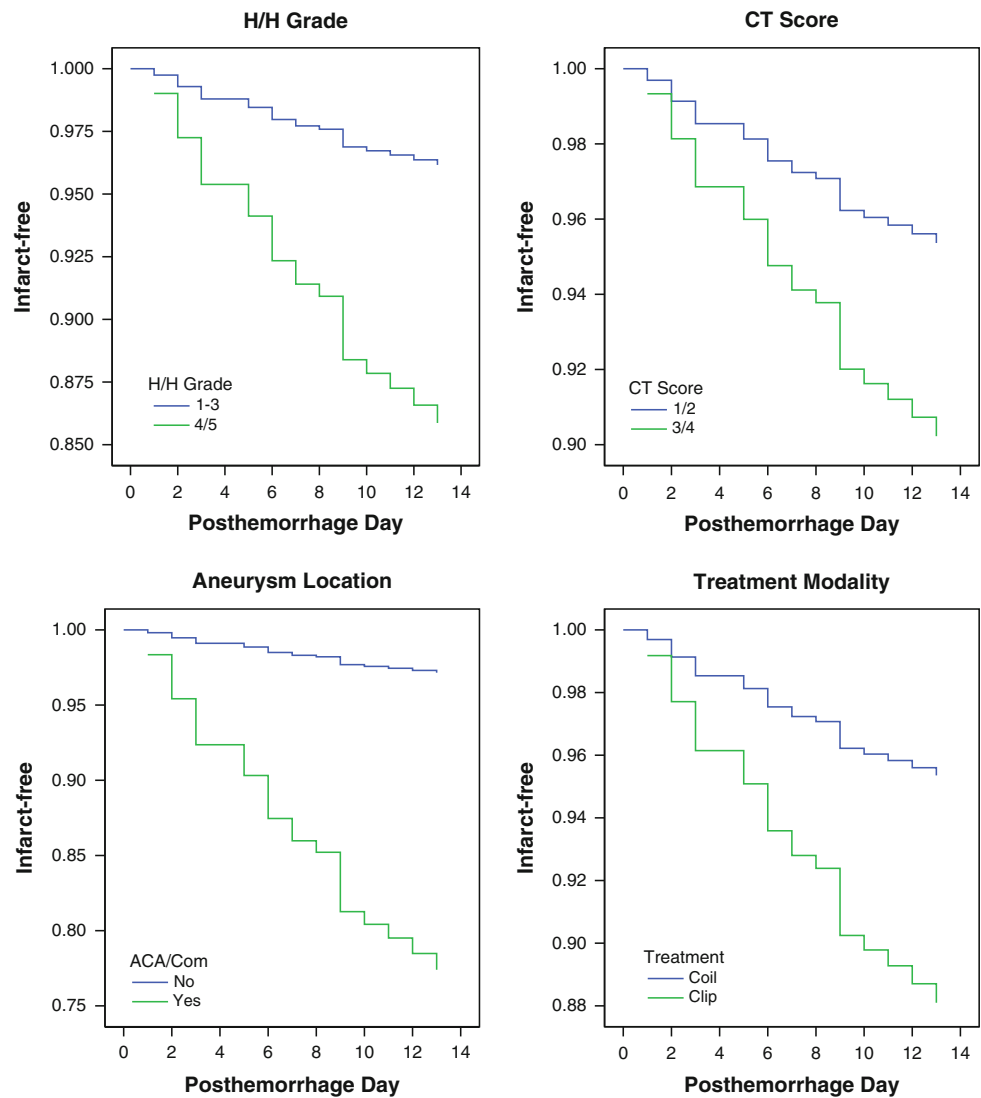 H/H Grade
1.000
0.975
0.950
0.925
0.900
0.875
0.850
Infarct-free
H/H Grade
1-3
4/5
0 2 4 6 8 10 12 14
Posthemorrhage Day
CT Score
1.00
0.98
0.96
0.94
0.92
0.90
Infarct-free
CT Score
1/2
3/4
0 2 4 6 8 10 12 14
Posthemorrhage Day
Aneurysm Location
1.00
0.95
0.90
0.85
0.80
0.75
Infarct-free
ACA/Com
No
Yes
0 2 4 6 8 10 12 14
Posthemorrhage Day
Treatment Modality
1.00
0.98
0.96
0.94
0.92
0.90
0.88
Infarct-free
Treatment
Coil
Clip
0 2 4 6 8 10 12 14
Posthemorrhage Day